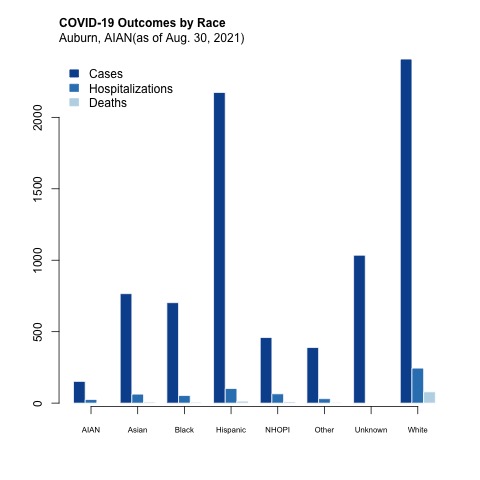 COVID-19 Outcomes by Race
Auburn, AIAN(as of Aug. 30, 2021)
Cases
Hospitalizations
Deaths
2000
1500
1000
500
0
AIAN Asian Black Hispanic NHOPI Other Unknown White